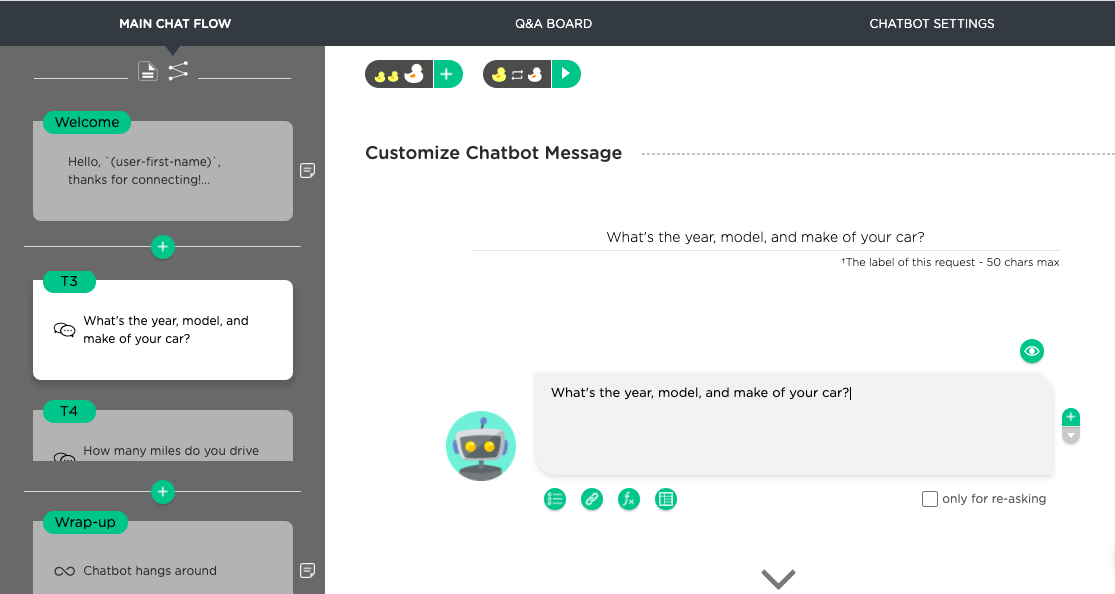 MAIN CHAT FLOW
Q&A BOARD
CHATBOT SETTINGS
Welcome
Hello, `(user-first-name)`,
thanks for connecting!...
T3
What's the year, model, and
make of your car?
T4
How many miles do you drive
Wrap-up
Chatbot hangs around
Customize Chatbot Message
What's the year, model, and make of your car?
†The label of this request - 50 chars max
What's the year, model, and make of your car?
fx
only for re-asking